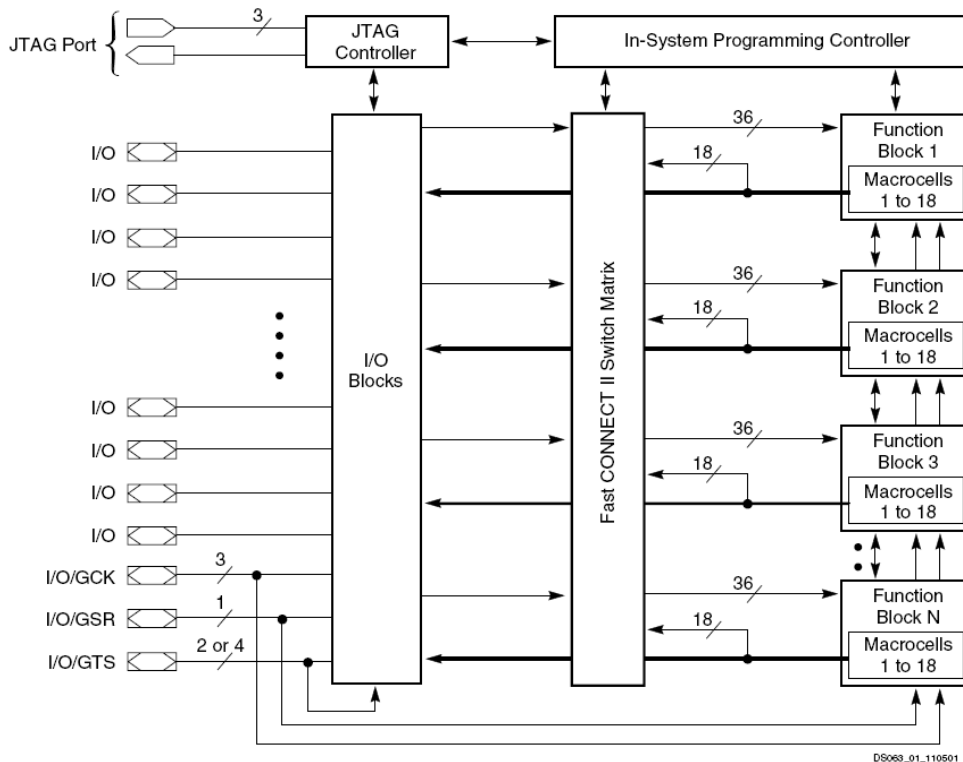 JTAG Port
3
JTAG
Controller
In-System Programming Controller
I/O
I/O
I/O
I/O
I/O
I/O
I/O
I/O
I/O/GCK
3
I/O/GSR
1
I/O/GTS
2 or 4
I/O
Blocks
Fast CONNECT II Switch Matrix
36
18
Function
Block 1
Macrocells
1 to 18
36
18
Function
Block 2
Macrocells
1 to 18
36
18
Function
Block 3
Macrocells
1 to 18
36
18
Function
Block N
Macrocells
1 to 18
DS063_01_110501